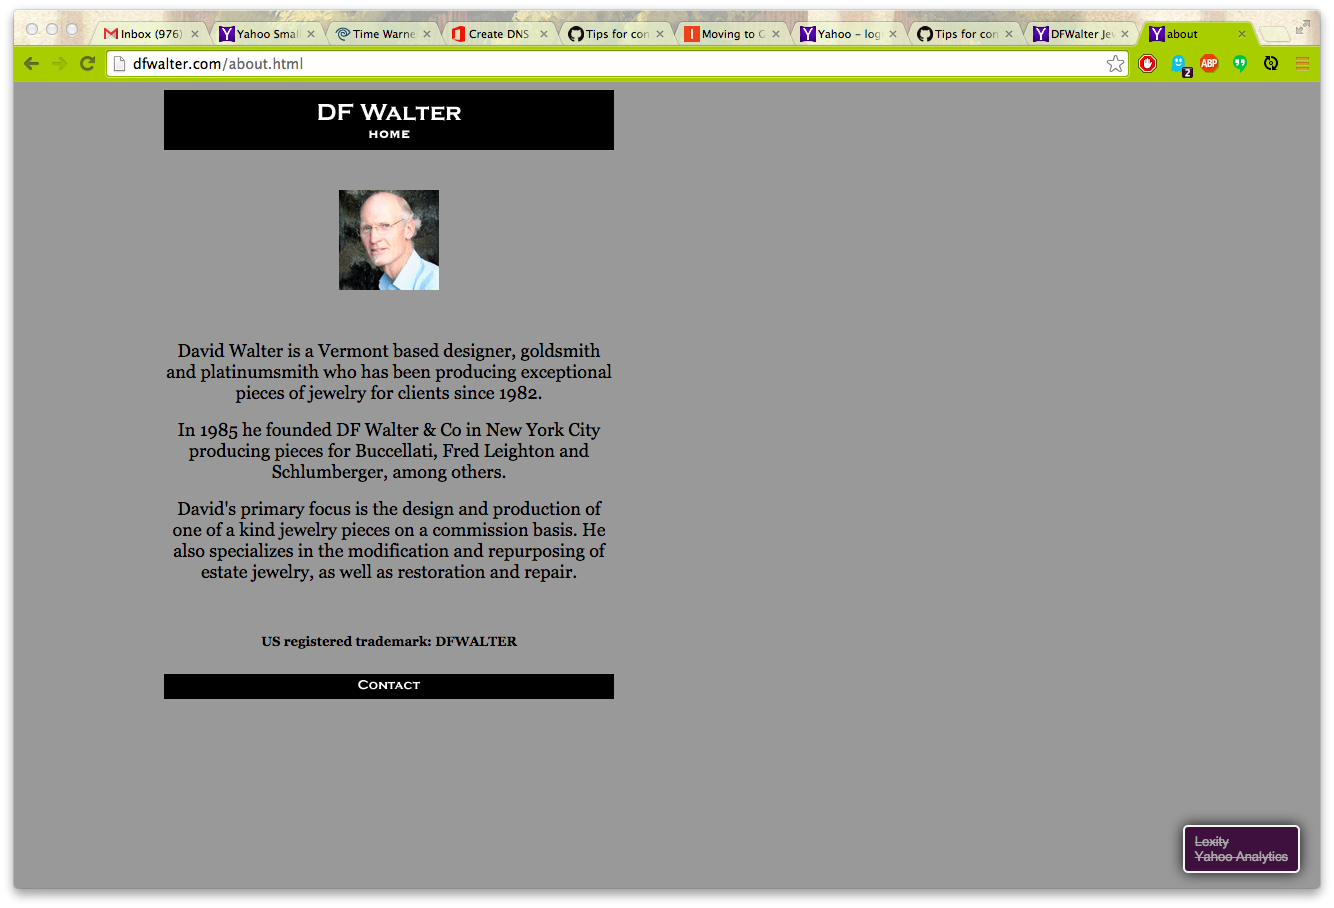 Inbox (976)
Yahoo Smal
Time Warne
Create DNS
Tips for con
Moving to G
Yahoo – log
Tips for con
DFWalter Jew
about
dfwalter.com/about.html
2
ABP
DF Walter
HOME
David Walter is a Vermont based designer, goldsmith
and platinumsmith who has been producing exceptional
pieces of jewelry for clients since 1982.
In 1985 he founded DF Walter & Co in New York City
producing pieces for Buccellati, Fred Leighton and
Schlumberger, among others.
David's primary focus is the design and production of
one of a kind jewelry pieces on a commission basis. He
also specializes in the modification and repurposing of
estate jewelry, as well as restoration and repair.
US registered trademark: DFWALTER
Contact
Lexity
Yahoo Analytics